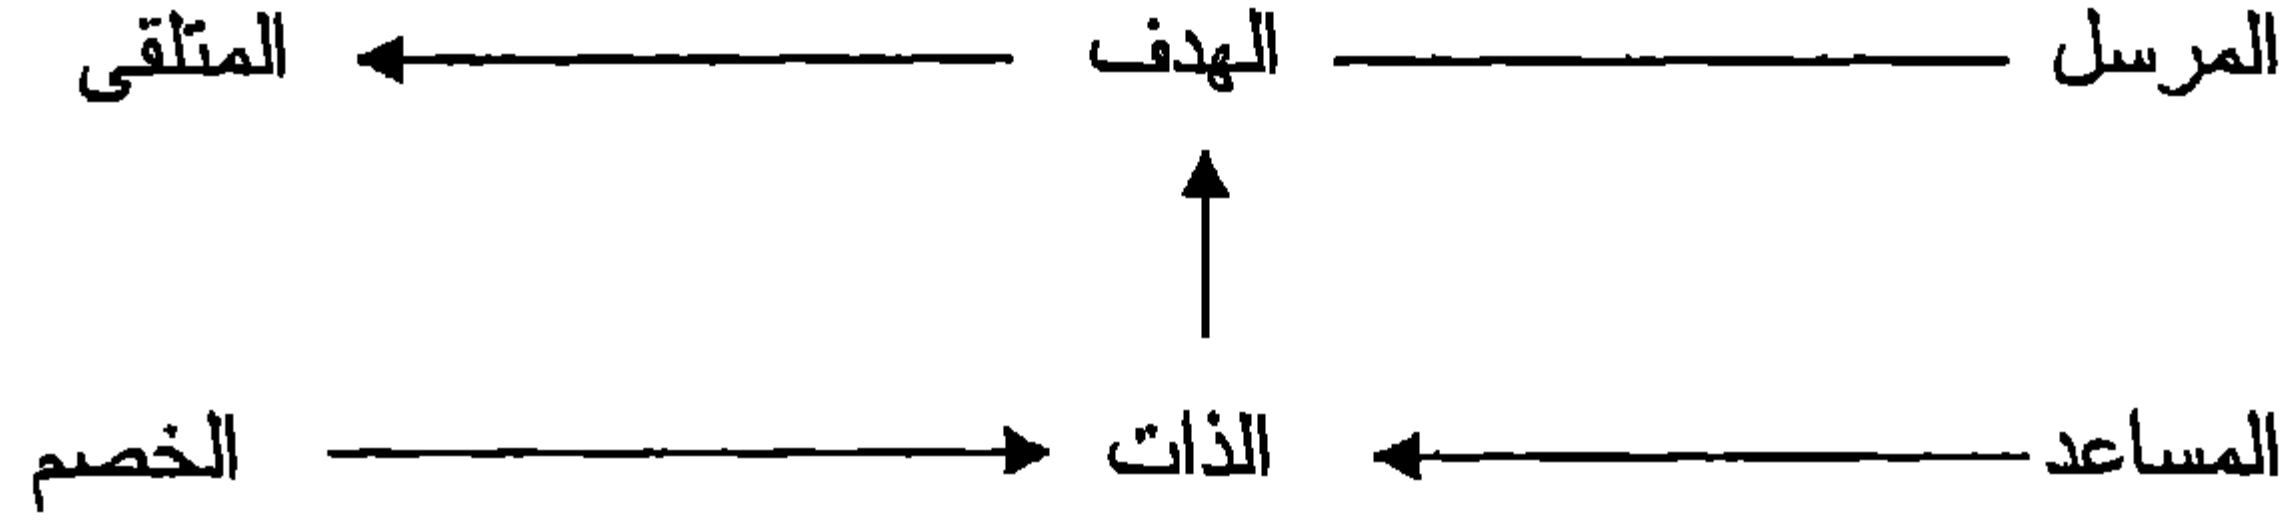 المرسل الهدف المتلقى
المساعد الذات الخصم